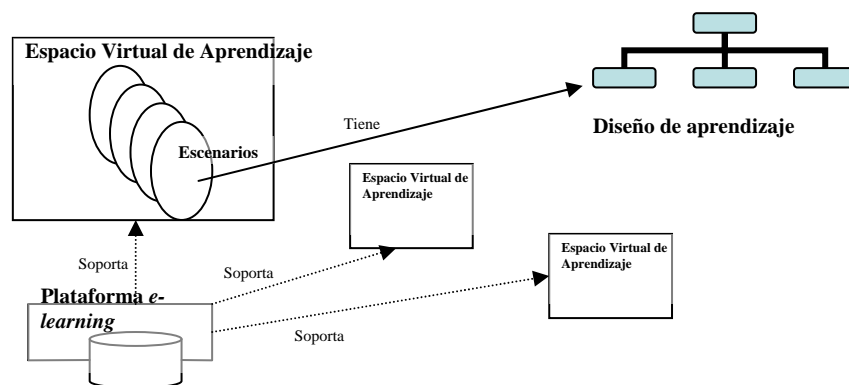 Espacio Virtual de Aprendizaje
Escenarios
Tiene
Diseño de aprendizaje
Espacio Virtual de
Aprendizaje
Espacio Virtual de
Aprendizaje
Soporta
Soporta
Soporta
Plataforma e-
learning